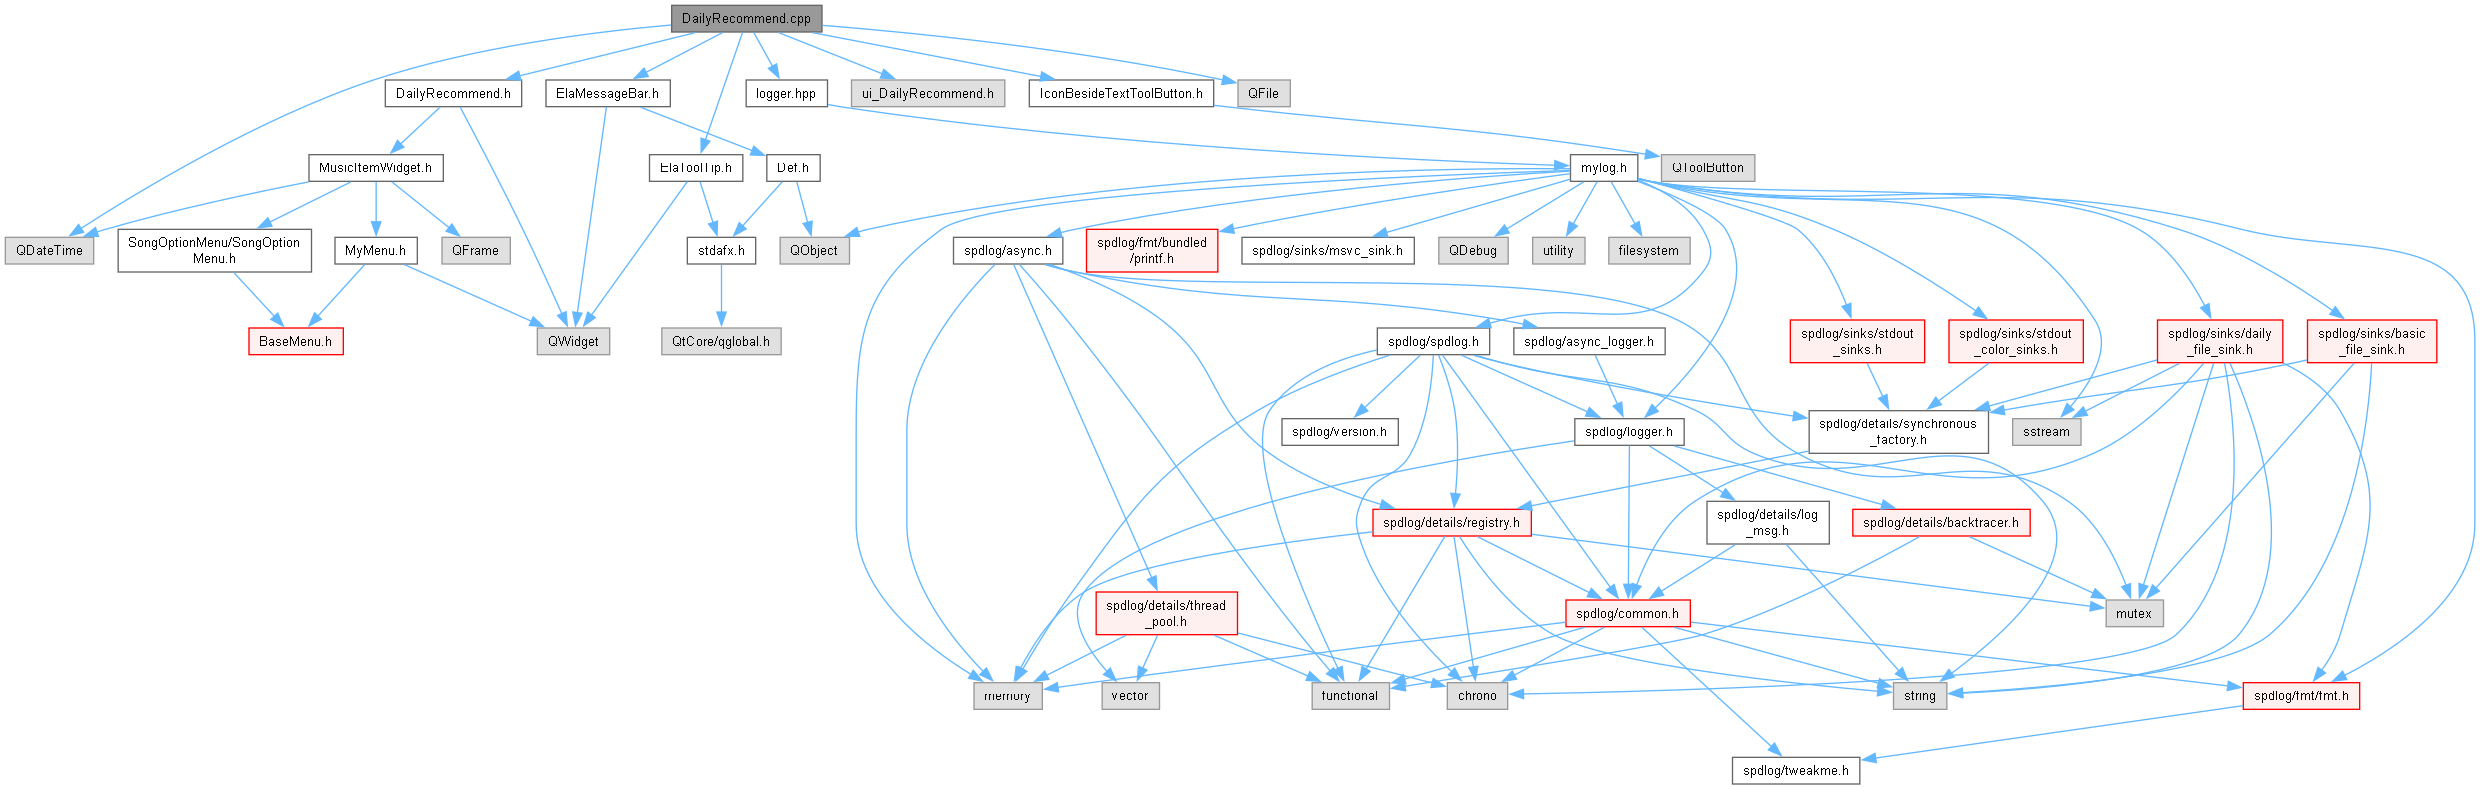 DailyRecommend.cpp
DailyRecommend.h
ElaMessageBar.h
logger.hpp
ui_DailyRecommend.h
IconBesideTextToolButton.h
QFile
MusicItemWidget.h
ElaToolTip.h
Def.h
mylog.h
QToolButton
QDateTime
SongOptionMenu/SongOption
Menu.h
MyMenu.h
QFrame
stdafx.h
QObject
spdlog/async.h
spdlog/fmt/bundled
/printf.h
spdlog/sinks/msvc_sink.h
QDebug
utility
filesystem
BaseMenu.h
QWidget
QtCore/qglobal.h
spdlog/spdlog.h
spdlog/async_logger.h
spdlog/sinks/stdout
_sinks.h
spdlog/sinks/stdout
_color_sinks.h
spdlog/sinks/daily
_file_sink.h
spdlog/sinks/basic
_file_sink.h
spdlog/version.h
spdlog/logger.h
spdlog/details/synchronous
_factory.h
sstream
spdlog/details/registry.h
spdlog/details/log
_msg.h
spdlog/details/backtracer.h
spdlog/details/thread
_pool.h
spdlog/common.h
mutex
memory
vector
functional
chrono
string
spdlog/fmt/fmt.h
spdlog/tweakme.h